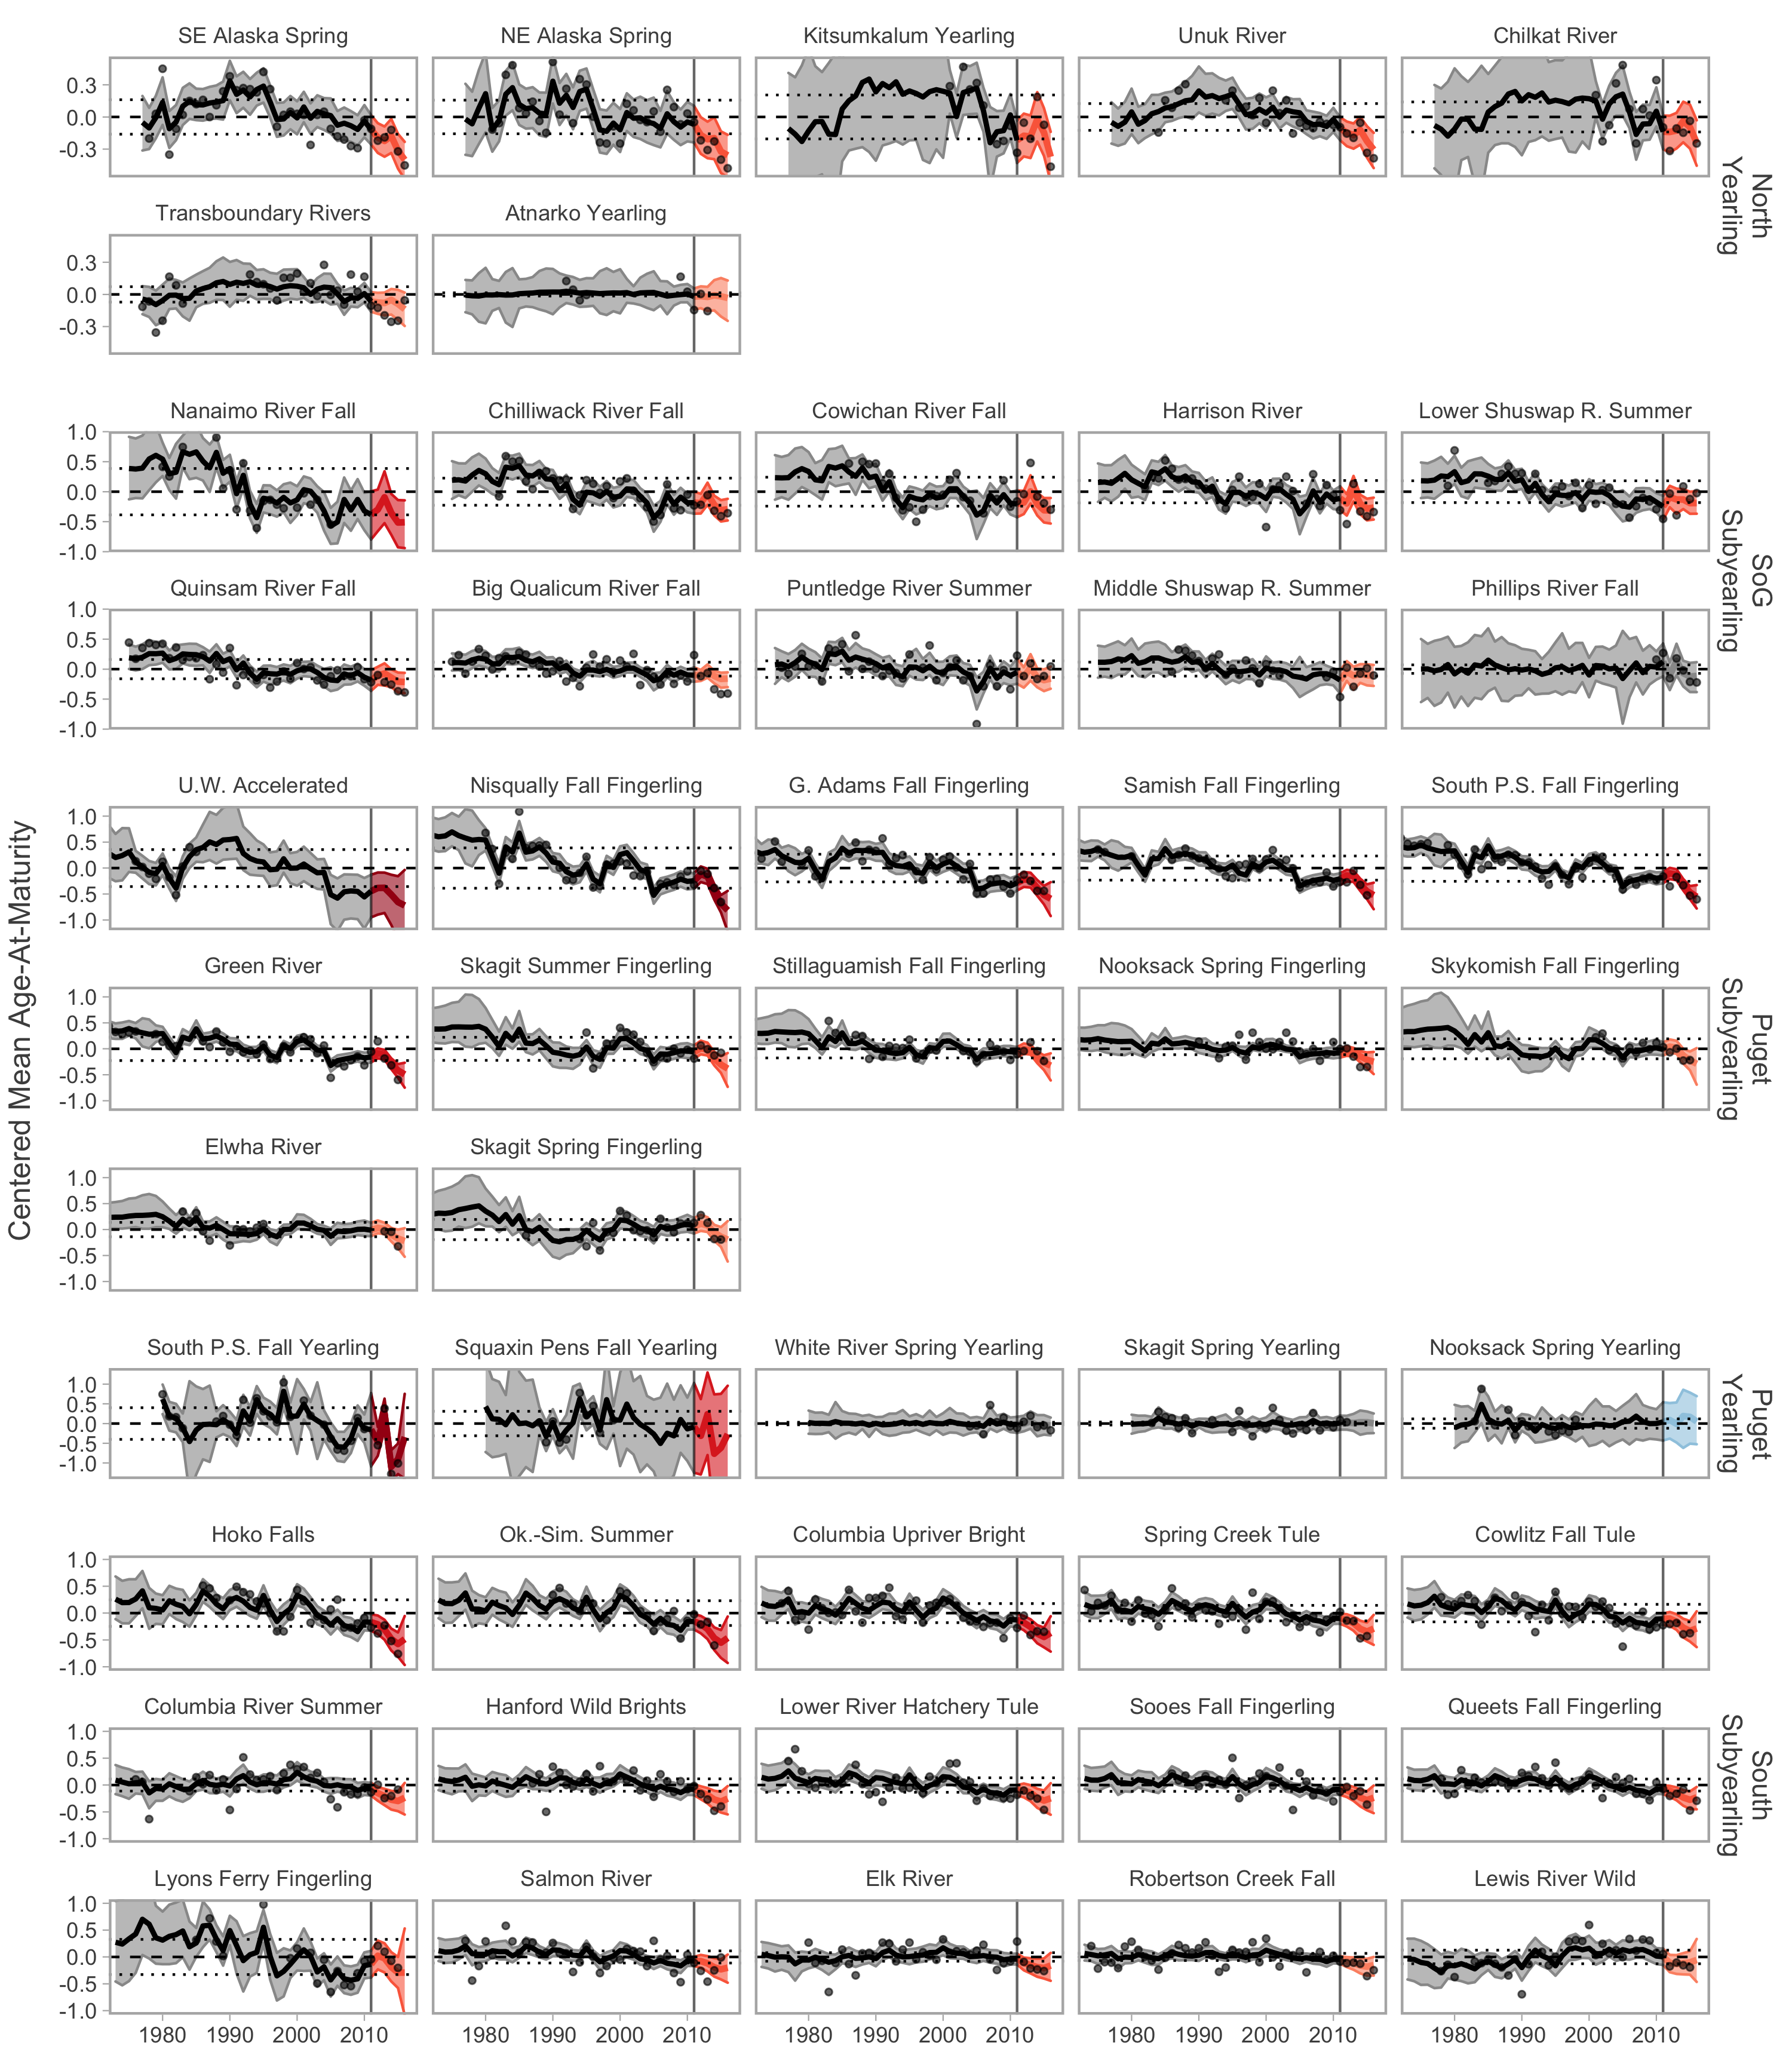 SE Alaska Spring NE Alaska Spring Kitsumkalum Yearling Unuk River Chilkat River
0.3
0.0
-0.3
North
Yearling
Transboundary Rivers Atnarko Yearling
0.3
0.0
-0.3
Nanaimo River Fall Chilliwack River Fall Cowichan River Fall Harrison River Lower Shuswap R. Summer
1.0
0.5
0.0
-0.5
-1.0
SoG
Subyearling
Quinsam River Fall Big Qualicum River Fall Puntledge River Summer Middle Shuswap R. Summer Phillips River Fall
1.0
0.5
0.0
-0.5
-1.0
Centered Mean Age-At-Maturity
U.W. Accelerated Nisqually Fall Fingerling G. Adams Fall Fingerling Samish Fall Fingerling South P.S. Fall Fingerling
1.0
0.5
0.0
-0.5
-1.0
Green River Skagit Summer Fingerling Stillaguamish Fall Fingerling Nooksack Spring Fingerling Skykomish Fall Fingerling
1.0
0.5
0.0
-0.5
-1.0
Puget
Subyearling
Elwha River Skagit Spring Fingerling
1.0
0.5
0.0
-0.5
-1.0
South P.S. Fall Yearling Squaxin Pens Fall Yearling White River Spring Yearling Skagit Spring Yearling Nooksack Spring Yearling
1.0
0.5
0.0
-0.5
-1.0
Puget
Yearling
Hoko Falls Ok.-Sim. Summer Columbia Upriver Bright Spring Creek Tule Cowlitz Fall Tule
1.0
0.5
0.0
-0.5
-1.0
Columbia River Summer Hanford Wild Brights Lower River Hatchery Tule Sooes Fall Fingerling Queets Fall Fingerling
1.0
0.5
0.0
-0.5
-1.0
South
Subyearling
Lyons Ferry Fingerling Salmon River Elk River Robertson Creek Fall Lewis River Wild
1.0
0.5
0.0
-0.5
-1.0
1980 1990 2000 2010 1980 1990 2000 2010 1980 1990 2000 2010 1980 1990 2000 2010 1980 1990 2000 2010